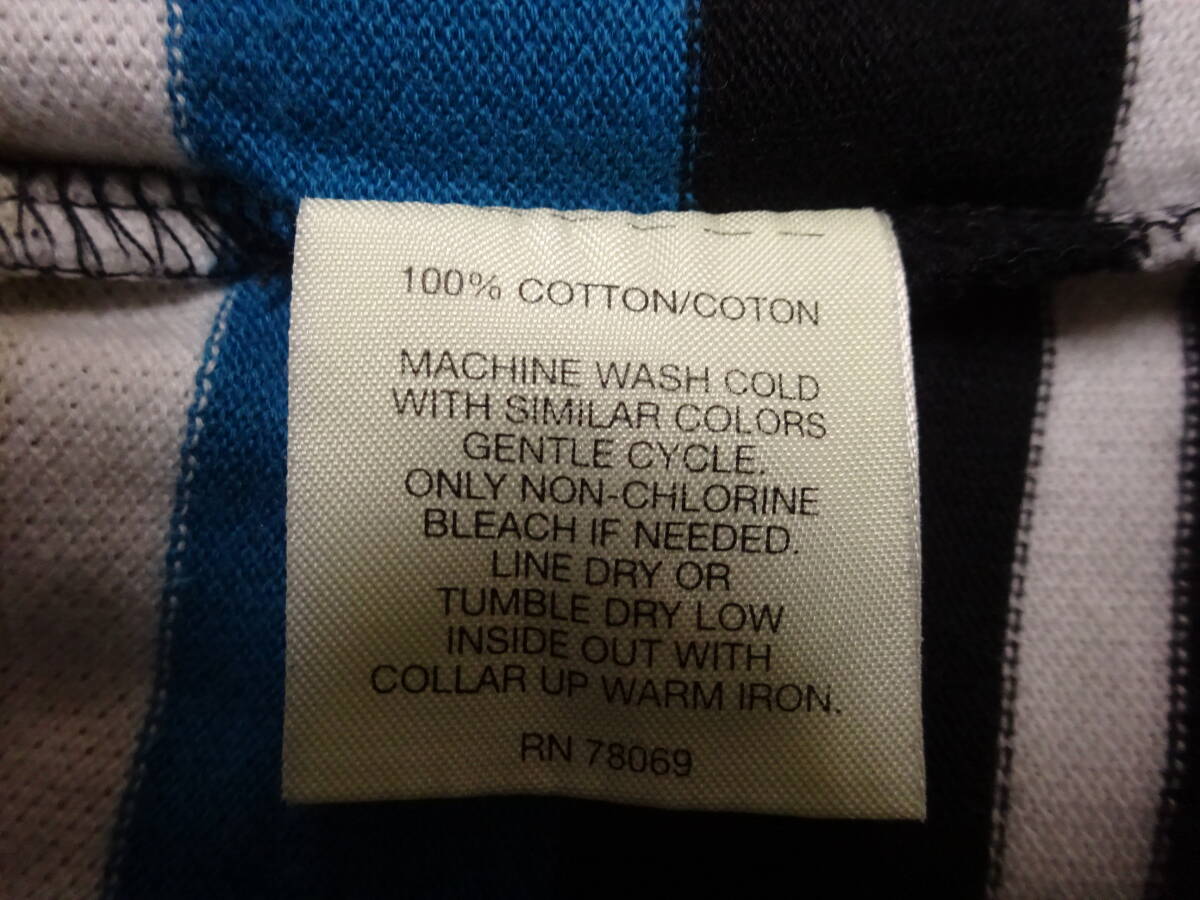 100% COTTON/COTON
MACHINE WASH COLD
WITH SIMILAR COLORS
GENTLE CYCLE.
ONLY NON-CHLORINE
BLEACH IF NEEDED.
LINE DRY OR
TUMBLE DRY LOW
INSIDE OUT WITH
COLLAR UP WARM IRON.
RN 78069